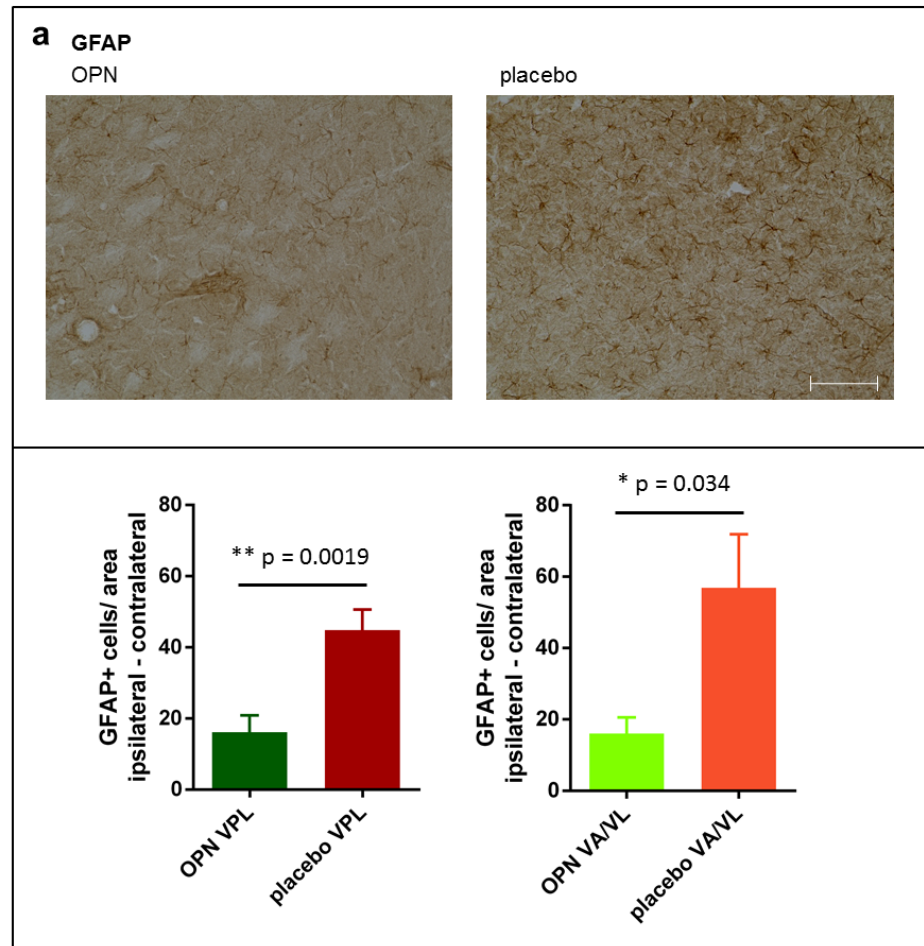 a
GFAP
OPN
placebo
GFAP+ cells/ area
ipsilateral - contralateral
80
60
40
20
0
** p = 0.0019
OPN VPL
placebo VPL
GFAP+ cells/ area
ipsilateral - contralateral
80
60
40
20
0
* p = 0.034
OPN VA/VL
placebo VA/VL